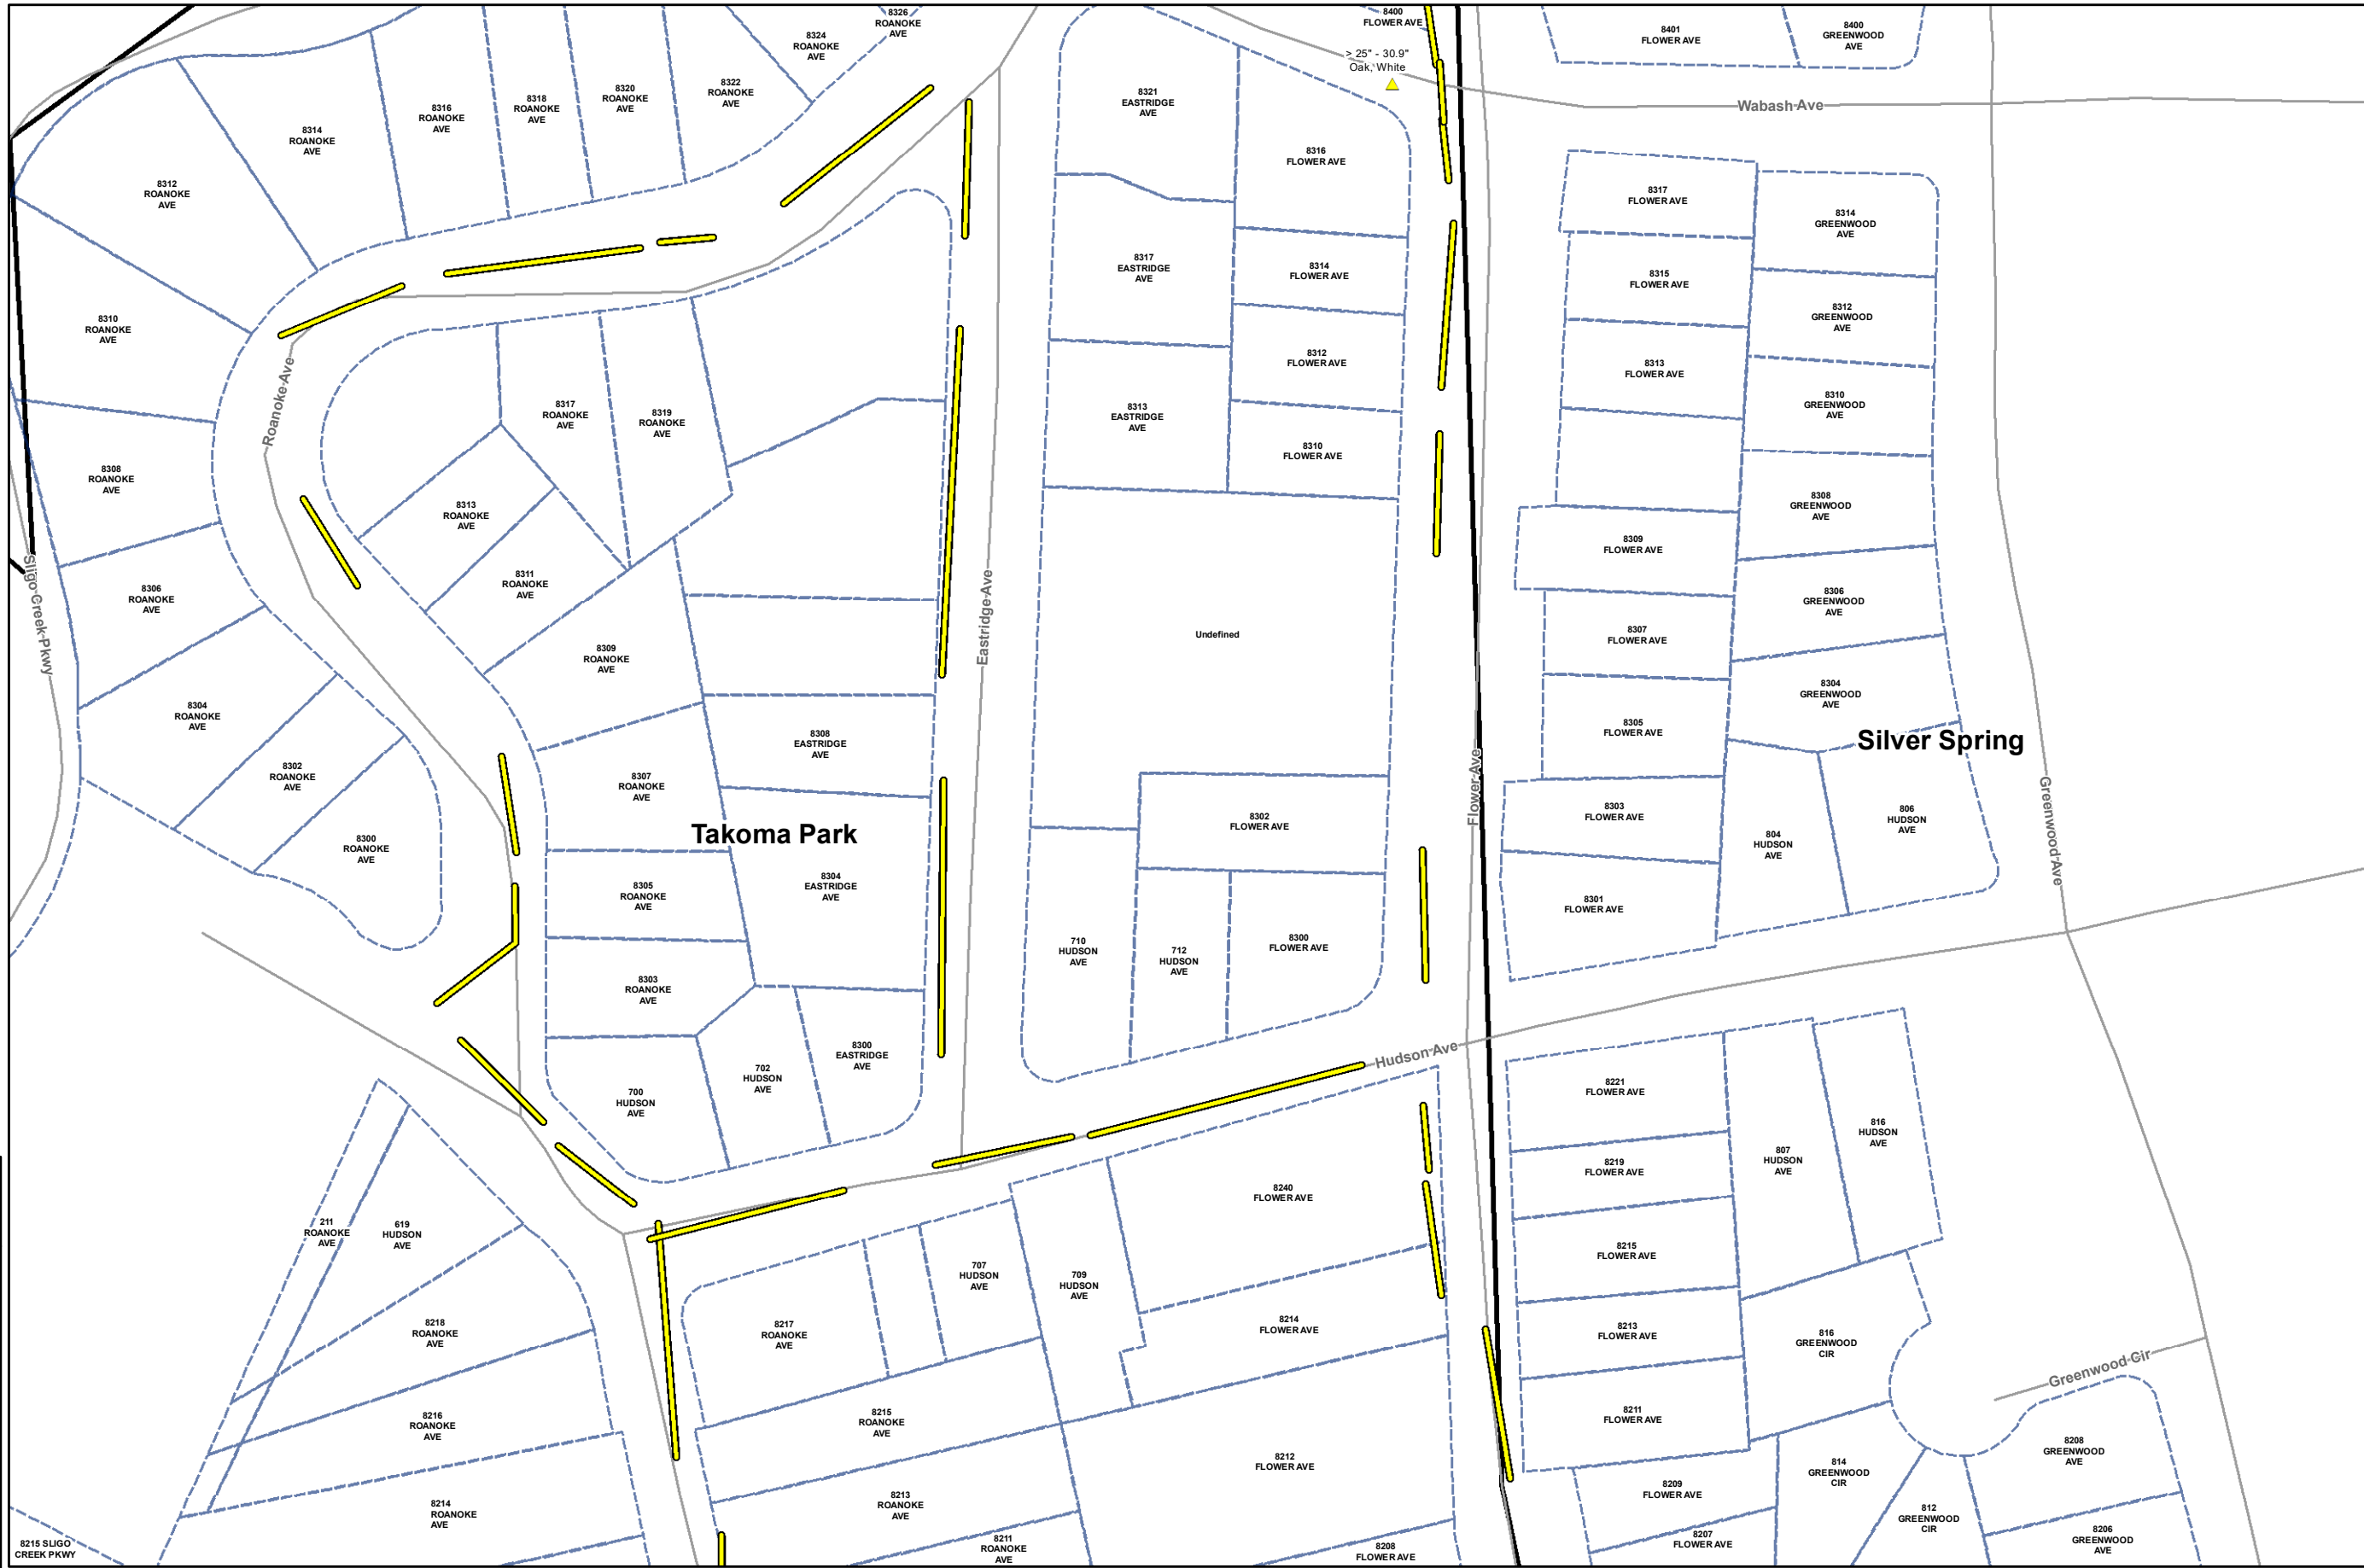 8326
ROANOKE
AVE
8324
ROANOKE
AVE
8400
FLOWER AVE
8401
FLOWER AVE
8400
GREENWOOD
AVE
> 25" - 30.9"
Oak, White
8322
ROANOKE
AVE
8320
ROANOKE
AVE
8318
ROANOKE
AVE
8316
ROANOKE
AVE
8314
ROANOKE
AVE
8312
ROANOKE
AVE
8321
EASTRIDGE
AVE
Wabash Ave
8316
FLOWER AVE
8317
FLOWER AVE
8314
GREENWOOD
AVE
8317
EASTRIDGE
AVE
8314
FLOWER AVE
8315
FLOWER AVE
8312
GREENWOOD
AVE
8310
ROANOKE
AVE
Roanoke Ave
8312
FLOWER AVE
8313
FLOWER AVE
8310
GREENWOOD
AVE
8317
ROANOKE
AVE
8319
ROANOKE
AVE
8313
EASTRIDGE
AVE
8310
FLOWER AVE
8308
ROANOKE
AVE
8313
ROANOKE
AVE
8308
GREENWOOD
AVE
8309
FLOWER AVE
8311
ROANOKE
AVE
8306
ROANOKE
AVE
Sligo Creek Pkwy
Eastridge Ave
8306
GREENWOOD
AVE
Undefined
8307
FLOWER AVE
8309
ROANOKE
AVE
8304
GREENWOOD
AVE
8304
ROANOKE
AVE
8305
FLOWER AVE
Silver Spring
8308
EASTRIDGE
AVE
8302
ROANOKE
AVE
8307
ROANOKE
AVE
Flower Ave
Greenwood Ave
8303
FLOWER AVE
806
HUDSON
AVE
8302
FLOWER AVE
Takoma Park
8300
ROANOKE
AVE
804
HUDSON
AVE
8304
EASTRIDGE
AVE
8305
ROANOKE
AVE
8301
FLOWER AVE
710
HUDSON
AVE
712
HUDSON
AVE
8300
FLOWER AVE
8303
ROANOKE
AVE
8300
EASTRIDGE
AVE
Hudson Ave
702
HUDSON
AVE
700
HUDSON
AVE
8221
FLOWER AVE
816
HUDSON
AVE
807
HUDSON
AVE
8219
FLOWER AVE
8240
FLOWER AVE
211
ROANOKE
AVE
619
HUDSON
AVE
8215
FLOWER AVE
707
HUDSON
AVE
709
HUDSON
AVE
8218
ROANOKE
AVE
8217
ROANOKE
AVE
8214
FLOWER AVE
8213
FLOWER AVE
816
GREENWOOD
CIR
Greenwood Cir
8216
ROANOKE
AVE
8215
ROANOKE
AVE
8211
FLOWER AVE
8212
FLOWER AVE
8208
GREENWOOD
AVE
814
GREENWOOD
CIR
8209
FLOWER AVE
8214
ROANOKE
AVE
8213
ROANOKE
AVE
812
GREENWOOD
CIR
8207
FLOWER AVE
8206
GREENWOOD
AVE
8215 SLIGO
CREEK PKWY
8211
ROANOKE
AVE
8208
FLOWER AVE